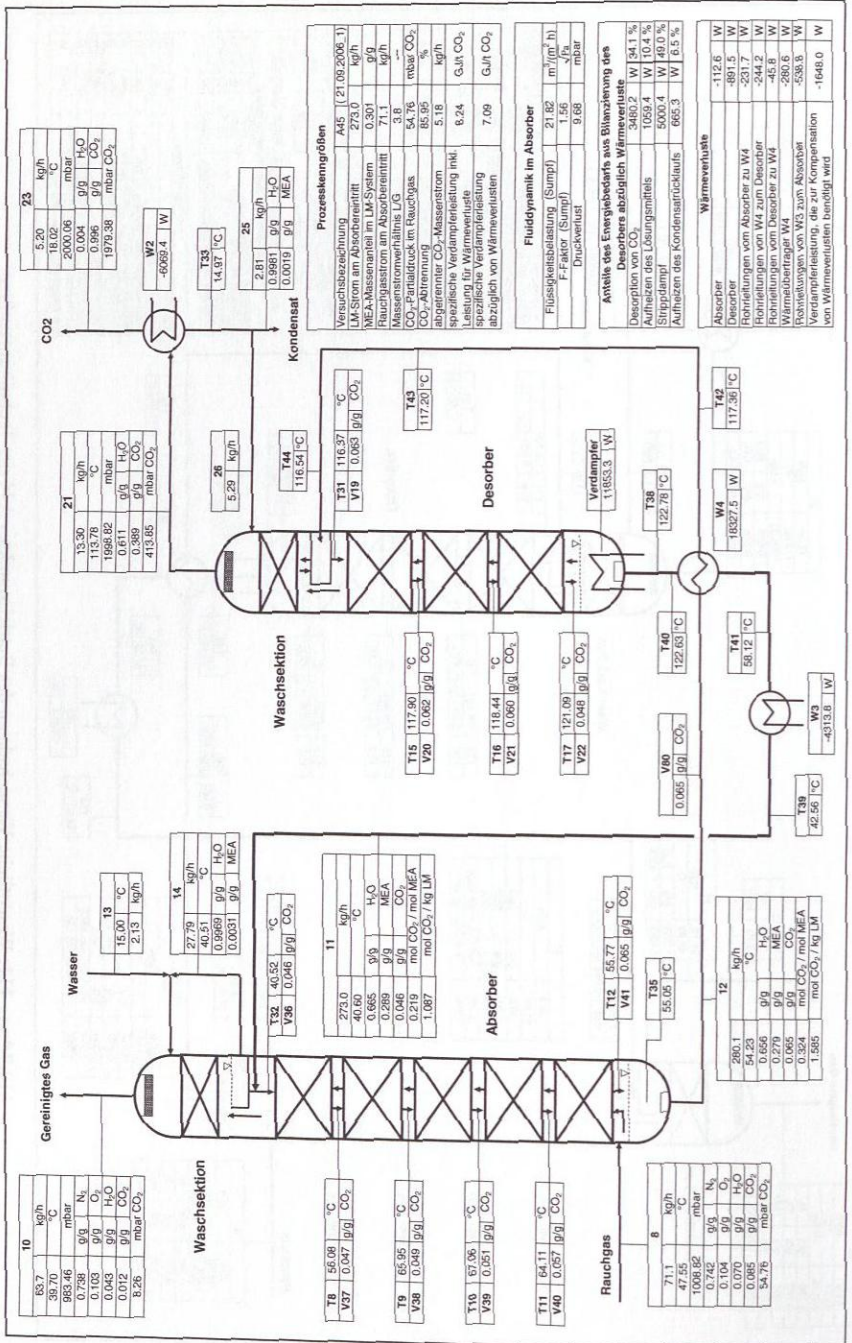 Gereinigtes Gas
10
63.7 kg/h
39.70 °C
983.46 mbar
0.738 g/g N₂
0.103 g/g O₂
0.043 g/g H₂O
0.012 g/g CO₂
8.26 mbar CO₂
Waschsektion
Wasser
13
15.00 °C
2.13 kg/h
14
27.79 kg/h
40.51 °C
0.9969 g/g H₂O
0.0031 g/g MEA
T32 40.52 °C
V36 0.046 g/g CO₂
11
273.0 kg/h
40.60 °C
0.665 g/g H₂O
0.289 g/g MEA
0.046 g/g CO₂
0.219 mol CO₂ / mol MEA
1.087 mol CO₂ / kg LM
Absorber
T8 56.08 °C
V37 0.047 g/g CO₂
T9 65.95 °C
V38 0.049 g/g CO₂
T10 67.06 °C
V39 0.051 g/g CO₂
T11 64.11 °C
V40 0.057 g/g CO₂
T12 55.77 °C
V41 0.065 g/g CO₂
T35
55.05 °C
Rauchgas
8
71.1 kg/h
47.55 °C
1008.82 mbar
0.742 g/g N₂
0.104 g/g O₂
0.070 g/g H₂O
0.085 g/g CO₂
54.76 mbar CO₂
12
280.1 kg/h
54.23 °C
0.656 g/g H₂O
0.279 g/g MEA
0.065 g/g CO₂
0.324 mol CO₂ / mol MEA
1.585 mol CO₂ / kg LM
T39
42.56 °C
W3
-4313.8 W
V80
0.065 g/g CO₂
T41
58.12 °C
T40
122.63 °C
W4
18327.5 W
T38
122.78 °C
T42
117.36 °C
21
13.30 kg/h
113.78 °C
1998.82 mbar
0.611 g/g H₂O
0.389 g/g CO₂
413.85 mbar CO₂
Waschsektion
26
5.29 kg/h
T44
116.54 °C
T31 116.37 °C
V19 0.063 g/g CO₂
T43
117.20 °C
Desorber
T15 117.90 °C
V20 0.062 g/g CO₂
T16 118.44 °C
V21 0.060 g/g CO₂
T17 121.09 °C
V22 0.048 g/g CO₂
Verdampfer
11853.3 W
CO2
23
5.20 kg/h
18.02 °C
2000.06 mbar
0.004 g/g H₂O
0.996 g/g CO₂
1979.38 mbar CO₂
W2
-6069.4 W
T33
14.97 °C
25
2.81 kg/h
0.9981 g/g H₂O
0.0019 g/g MEA
Kondensat
Prozesskenngrößen
Versuchsbezeichnung A45 ( 21.09.2006_1)
LM-Strom am Absorbereintritt 273.0 kg/h
MEA-Massenanteil im LM-System 0.301 g/g
Rauchgasstrom am Absorbereintritt 71.1 kg/h
Massenstromverhältnis L/G 3.8 --
CO₂-Partialdruck im Rauchgas 54.76 mbar CO₂
CO₂-Abtrennung 85.95 %
abgetrennter CO₂-Massenstrom 5.18 kg/h
spezifische Verdampferleistung inkl. Leistung für Wärmeverluste 8.24 GJ/t CO₂
spezifische Verdampferleistung abzüglich von Wärmeverlusten 7.09 GJ/t CO₂
Fluiddynamik im Absorber
Flüssigkeitsbelastung (Sumpf) 21.82 m³/(m² h)
F-Faktor (Sumpf) 1.56 √Pa
Druckverlust 9.68 mbar
Anteile des Energiebedarfs aus Bilanzierung des
Desorbers abzüglich Wärmeverluste
Desorption von CO₂ 3480.2 W 34.1 %
Aufheizen des Lösungsmittels 1059.4 W 10.4 %
Strippdampf 5000.4 W 49.0 %
Aufheizen des Kondensatrücklaufs 665.3 W 6.5 %
Wärmeverluste
Absorber -112.6 W
Desorber -891.5 W
Rohrleitungen vom Absorber zu W4 -231.7 W
Rohrleitungen von W4 zum Desorber -244.2 W
Rohrleitungen vom Desorber zu W4 -45.8 W
Wärmeübertrager W4 -280.6 W
Rohrleitungen von W3 zum Absorber -538.8 W
Verdampferleistung, die zur Kompensation von Wärmeverlusten benötigt wird -1648.0 W